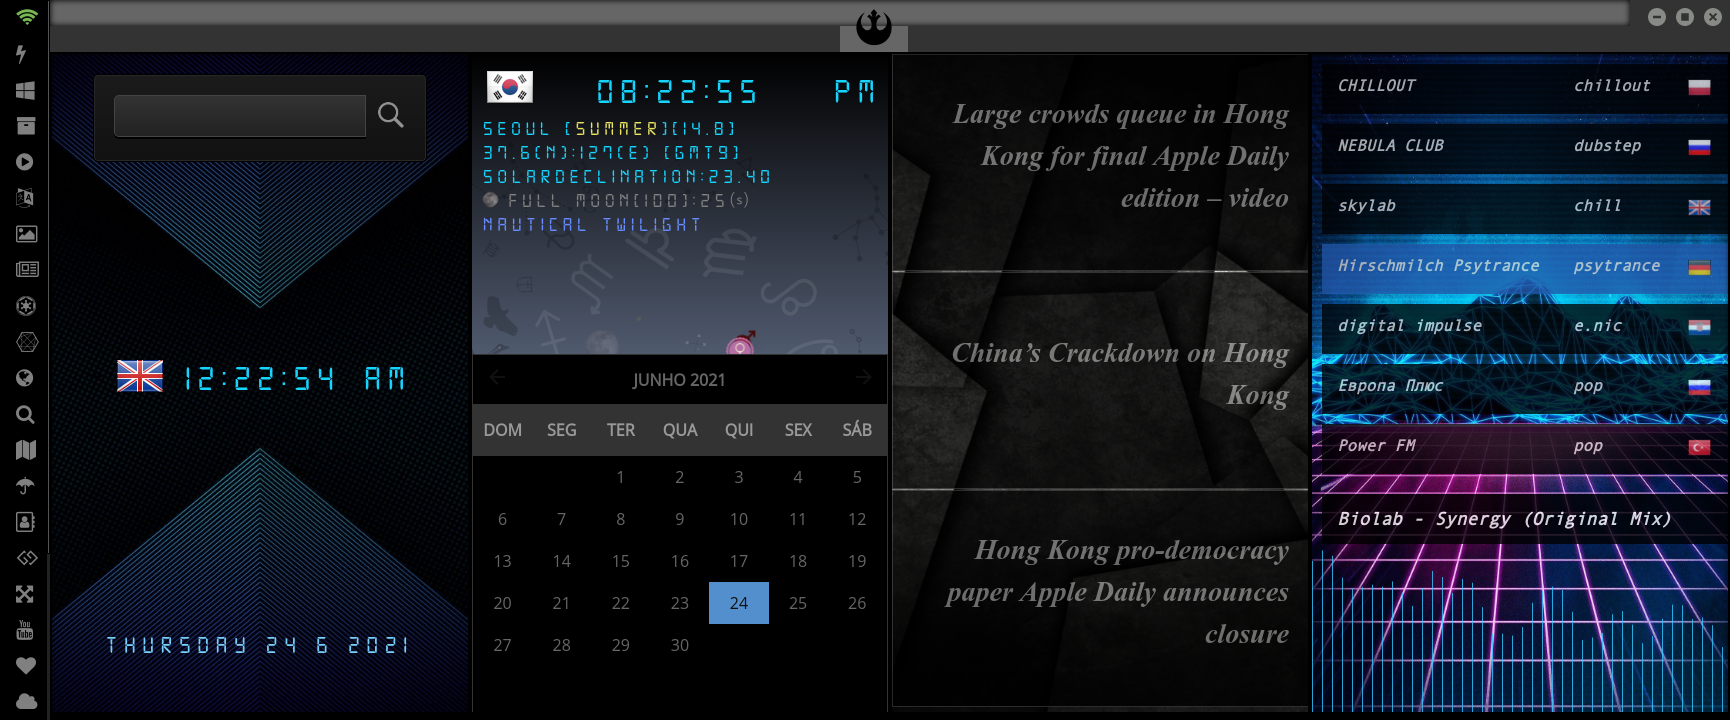 12:22:54 AM
THURSDAY 24 6 2021
08:22:55 PM
SEOUL [SUMMER][14.8]
37.6(N):127(E) [GMT9]
SOLARDECLINATION:23.40
FULL MOON[100]:25(s)
NAUTICAL TWILIGHT
JUNHO 2021
DOM SEG TER QUA QUI SEX SÁB
1 2 3 4 5
6 7 8 9 10 11 12
13 14 15 16 17 18 19
20 21 22 23 24 25 26
27 28 29 30
Large crowds queue in Hong
Kong for final Apple Daily
edition – video
China’s Crackdown on Hong
Kong
Hong Kong pro-democracy
paper Apple Daily announces
closure
CHILLOUT chillout
NEBULA CLUB dubstep
skylab chill
Hirschmilch Psytrance psytrance
digital impulse e.nic
Европа Плюс pop
Power FM pop
Biolab - Synergy (Original Mix)
You
Tube